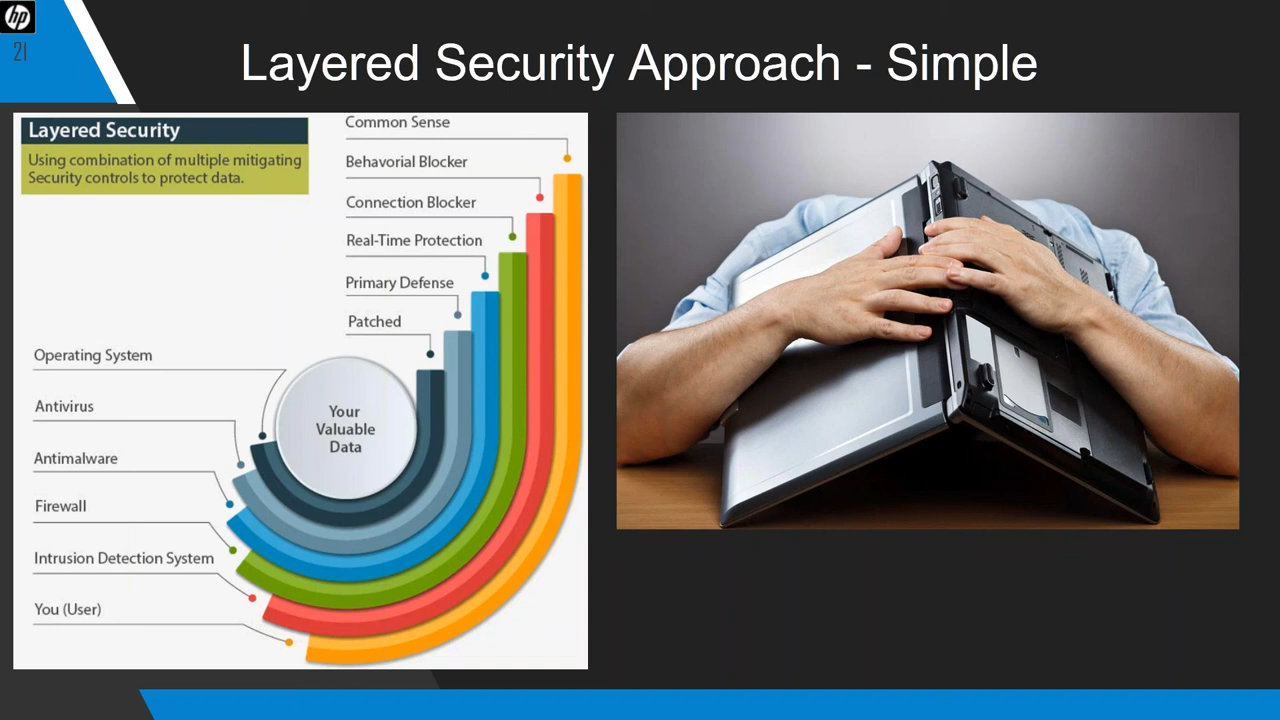 hp
21
Layered Security Approach - Simple
Layered Security
Using combination of multiple mitigating
Security controls to protect data.
Common Sense
Behavorial Blocker
Connection Blocker
Real-Time Protection
Primary Defense
Patched
Operating System
Antivirus
Antimalware
Firewall
Intrusion Detection System
You (User)
Your
Valuable
Data